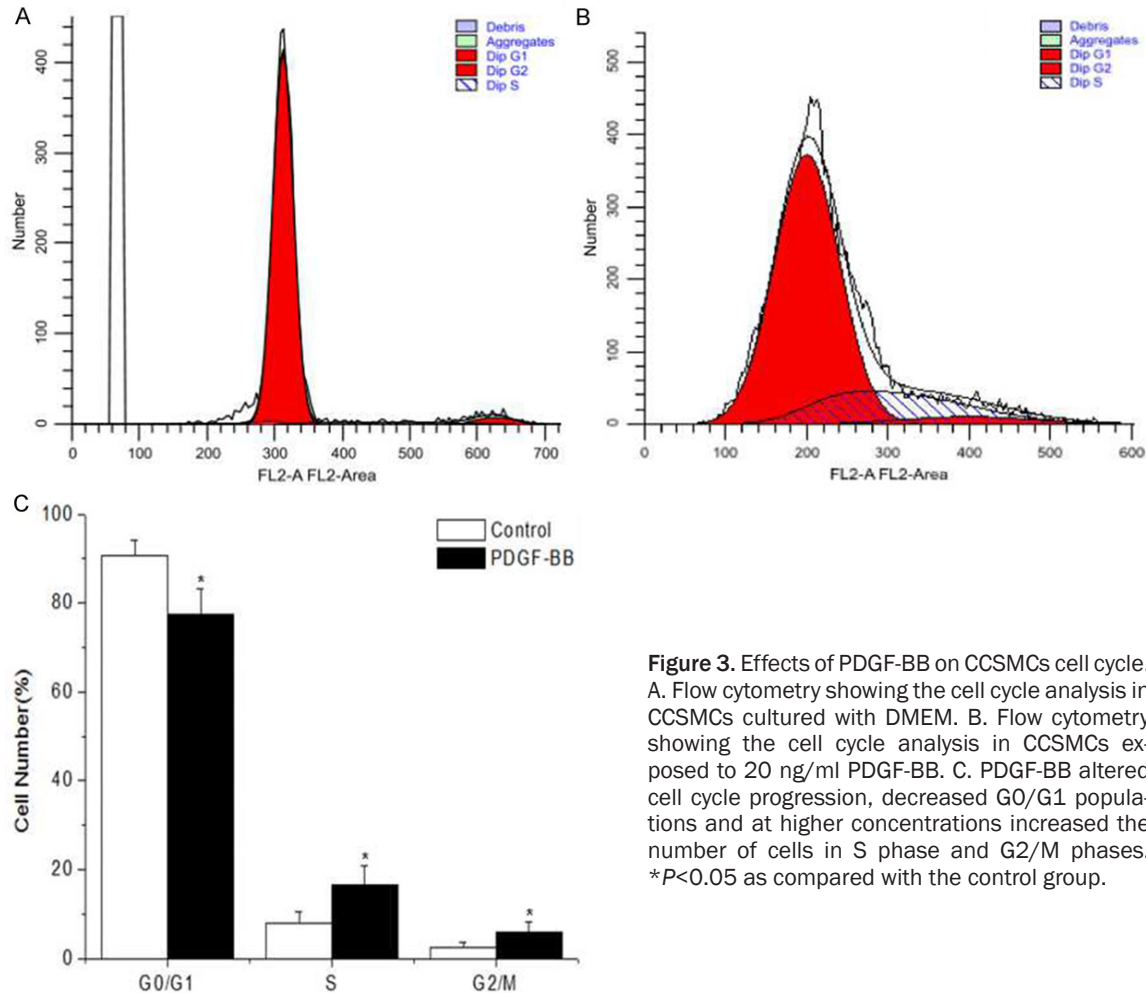 A
Debris
Aggregates
Dip G1
Dip G2
Dip S
Number
400
300
200
100
0
0 100 200 300 400 500 600 700
FL2-A FL2-Area
B
Debris
Aggregates
Dip G1
Dip G2
Dip S
Number
500
400
300
200
100
0
0 100 200 300 400 500 600
FL2-A FL2-Area
C
Control
PDGF-BB
Cell Number(%)
100
80
60
40
20
0
*
*
*
G0/G1 S G2/M
Figure 3. Effects of PDGF-BB on CCSMCs cell cycle.
A. Flow cytometry showing the cell cycle analysis in
CCSMCs cultured with DMEM. B. Flow cytometry
showing the cell cycle analysis in CCSMCs ex-
posed to 20 ng/ml PDGF-BB. C. PDGF-BB altered
cell cycle progression, decreased G0/G1 popula-
tions and at higher concentrations increased the
number of cells in S phase and G2/M phases.
*P<0.05 as compared with the control group.